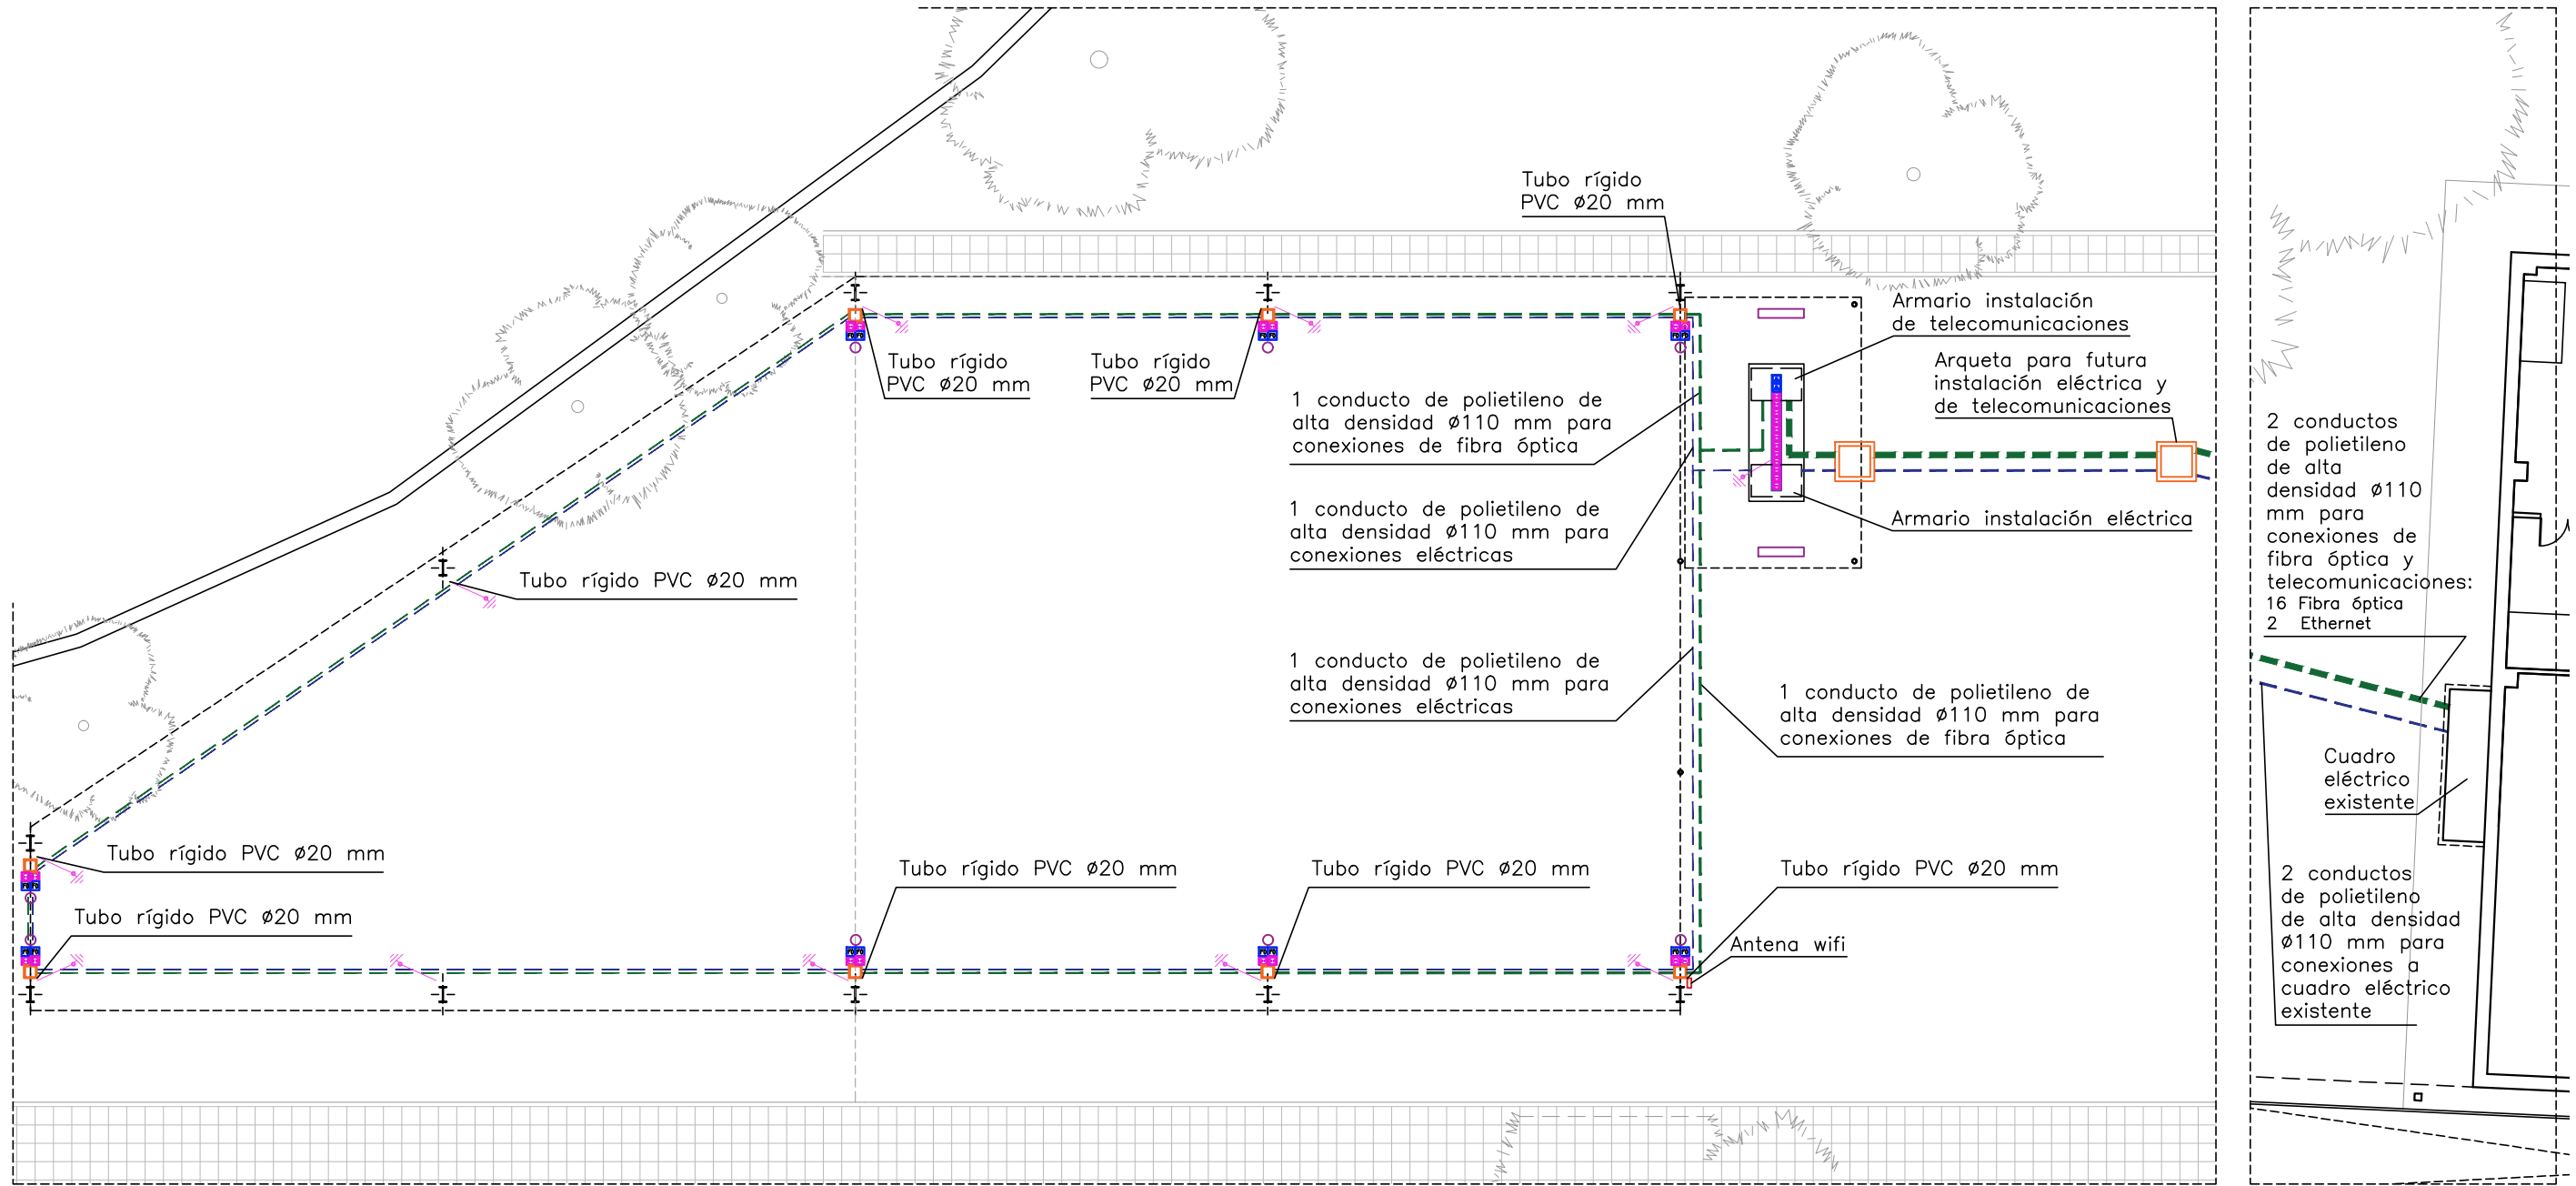 Tubo rígido
PVC ø20 mm
Armario instalación
de telecomunicaciones
Tubo rígido
PVC ø20 mm
Tubo rígido
PVC ø20 mm
Arqueta para futura
instalación eléctrica y
de telecomunicaciones
1 conducto de polietileno de
alta densidad ø110 mm para
conexiones de fibra óptica
1 conducto de polietileno de
alta densidad ø110 mm para
conexiones eléctricas
Armario instalación eléctrica
Tubo rígido PVC ø20 mm
1 conducto de polietileno de
alta densidad ø110 mm para
conexiones eléctricas
1 conducto de polietileno de
alta densidad ø110 mm para
conexiones de fibra óptica
Tubo rígido PVC ø20 mm
Tubo rígido PVC ø20 mm
Tubo rígido PVC ø20 mm
Tubo rígido PVC ø20 mm
Tubo rígido PVC ø20 mm
Antena wifi
2 conductos
de polietileno
de alta
densidad ø110
mm para
conexiones de
fibra óptica y
telecomunicaciones:
16 Fibra óptica
2 Ethernet
Cuadro
eléctrico
existente
2 conductos
de polietileno
de alta densidad
ø110 mm para
conexiones a
cuadro eléctrico
existente